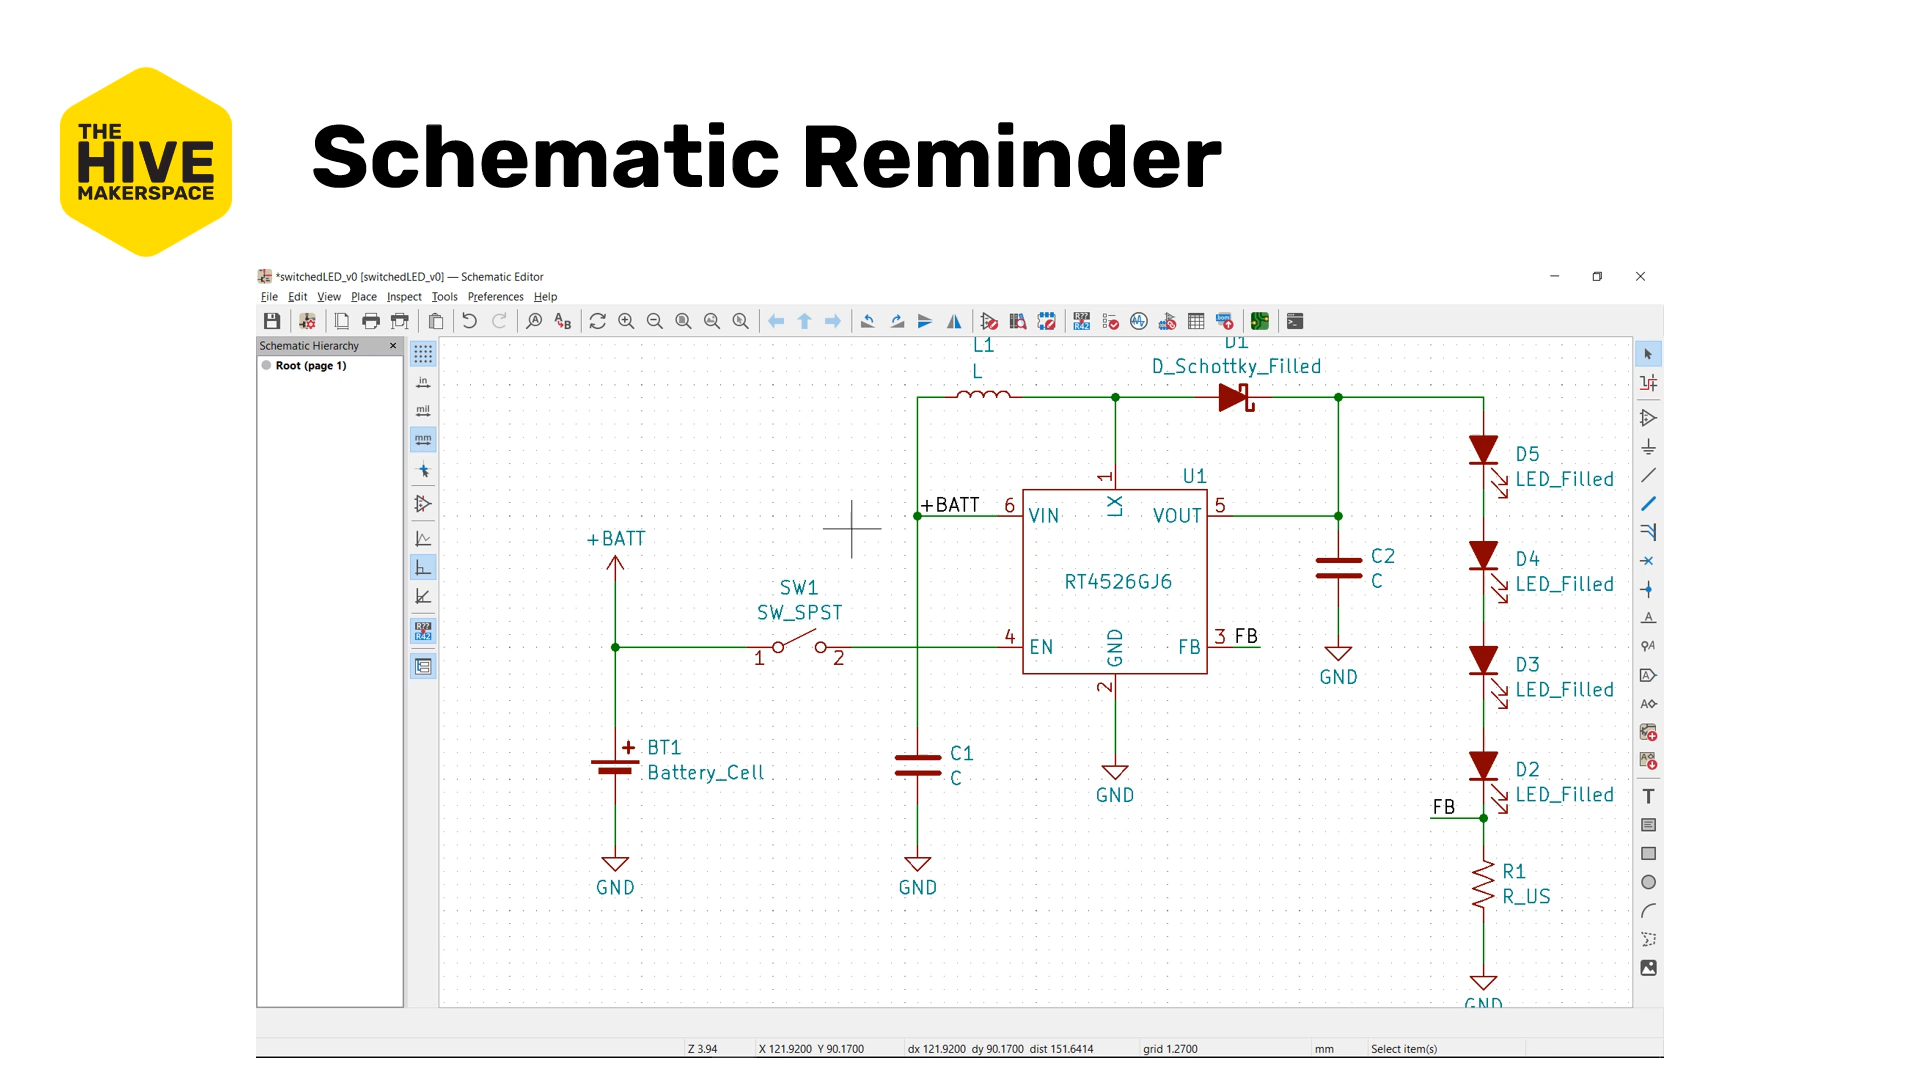 THE
HIVE
MAKERSPACE
Schematic Reminder
*switchedLED_v0 [switchedLED_v0] — Schematic Editor
File Edit View Place Inspect Tools Preferences Help
Schematic Hierarchy
Root (page 1)
in
mil
mm
L1
L
D1
D_Schottky_Filled
+BATT
6
VIN
1
LX
U1
VOUT
5
RT4526GJ6
4
EN
GND
2
FB
3
FB
GND
+BATT
SW1
SW_SPST
1
2
BT1
Battery_Cell
GND
C1
C
GND
C2
C
GND
D5
LED_Filled
D4
LED_Filled
D3
LED_Filled
D2
LED_Filled
FB
R1
R_US
GND
Z 3.94 X 121.9200 Y 90.1700 dx 121.9200 dy 90.1700 dist 151.6414 grid 1.2700 mm Select item(s)